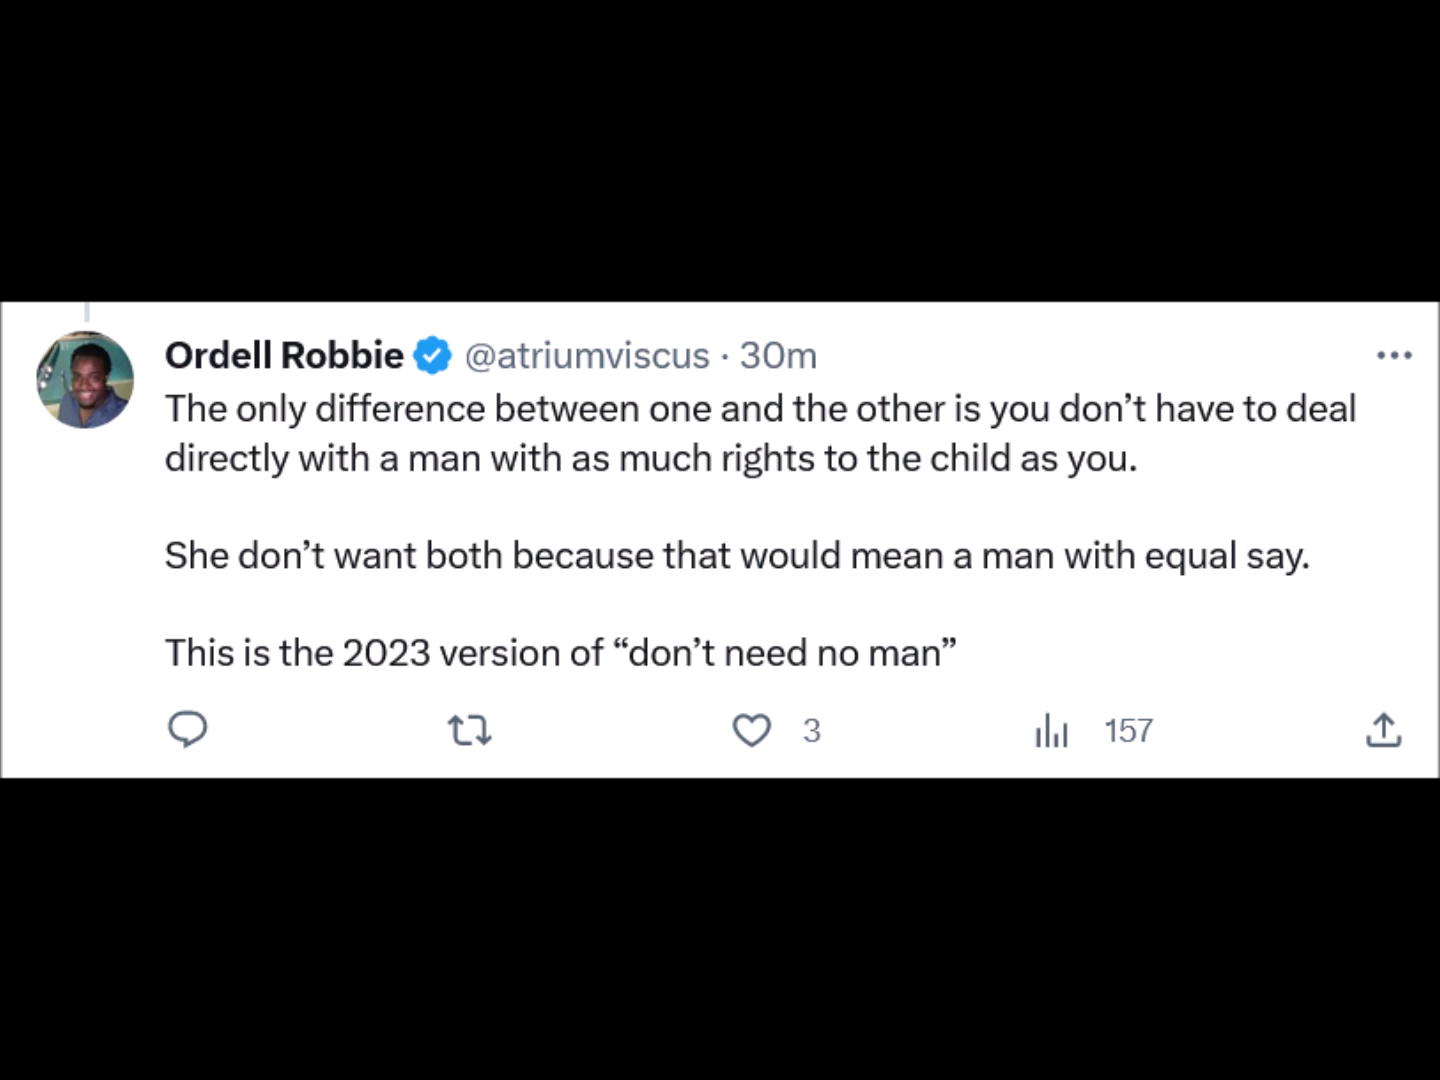 Ordell Robbie @atriumviscus · 30m
The only difference between one and the other is you don’t have to deal
directly with a man with as much rights to the child as you.
She don’t want both because that would mean a man with equal say.
This is the 2023 version of “don’t need no man”
3 157